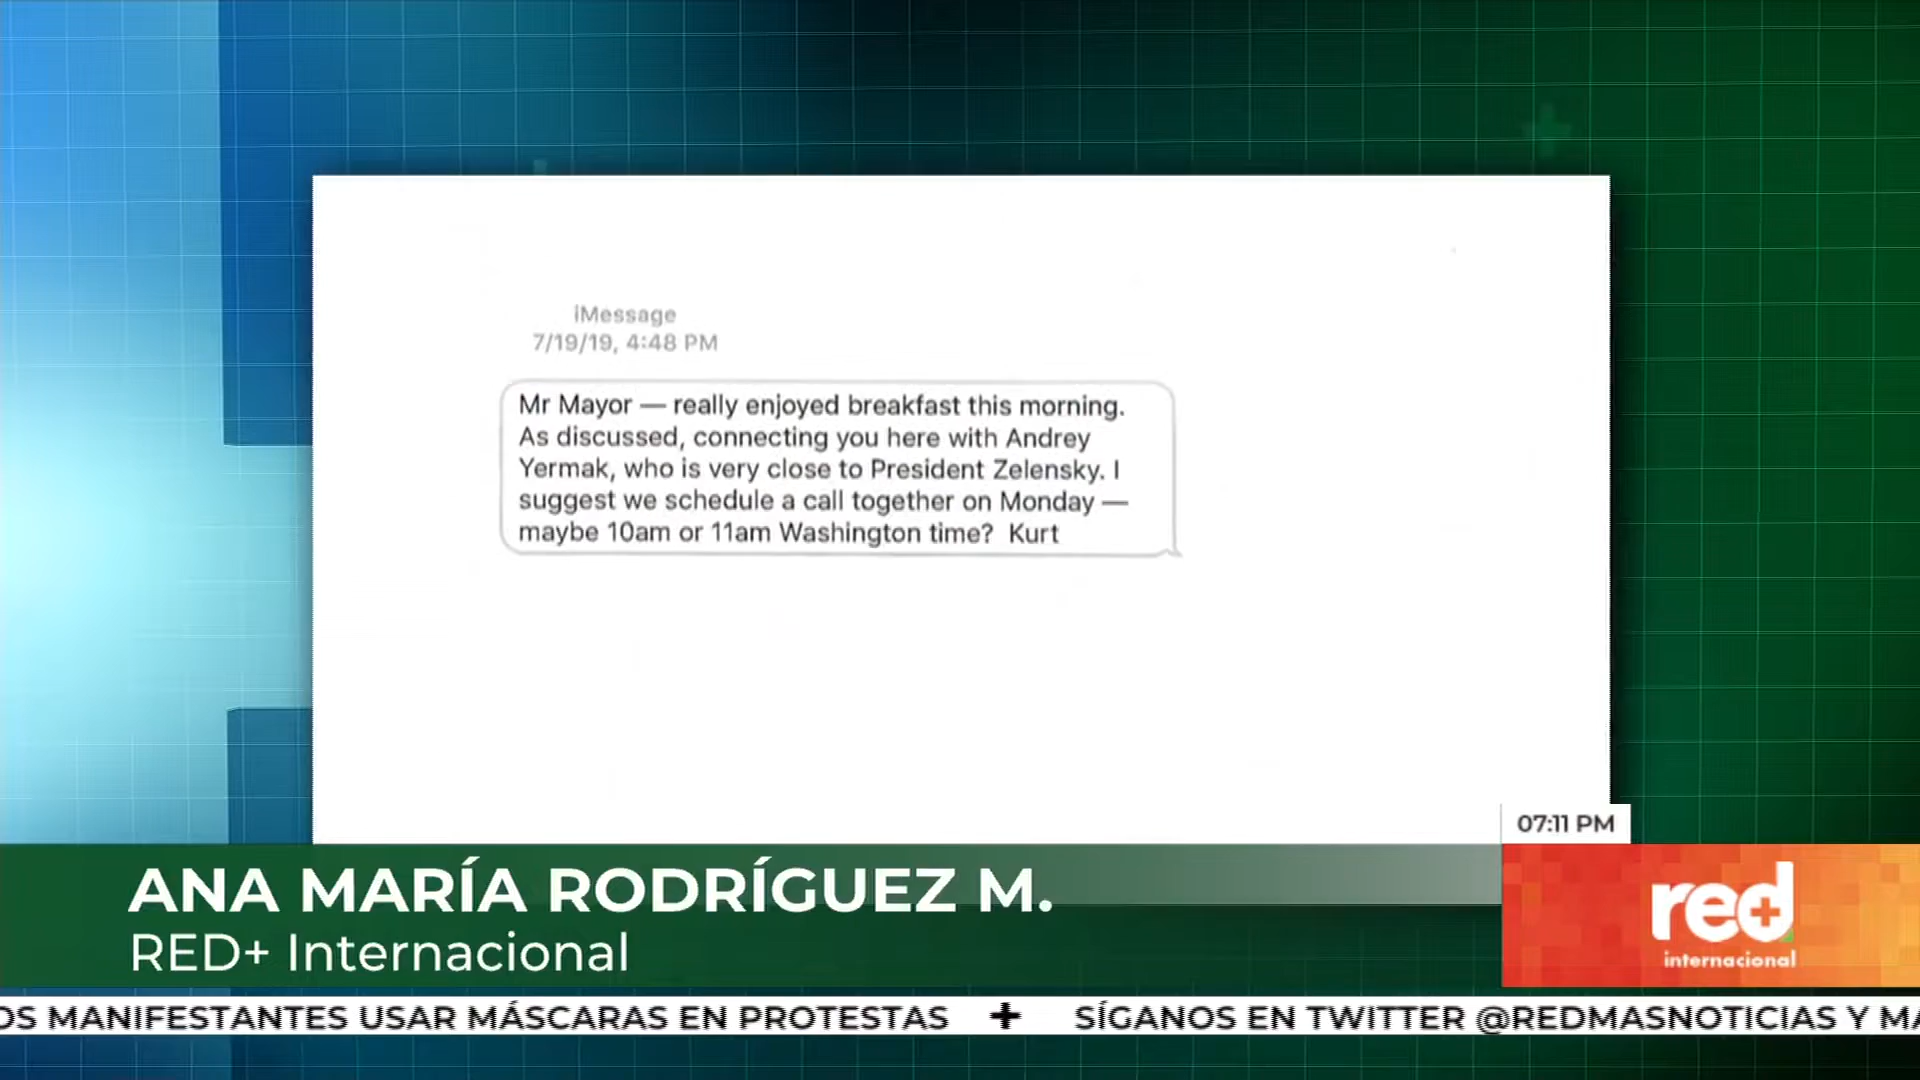 iMessage
7/19/19, 4:48 PM
Mr Mayor — really enjoyed breakfast this morning.
As discussed, connecting you here with Andrey
Yermak, who is very close to President Zelensky. I
suggest we schedule a call together on Monday —
maybe 10am or 11am Washington time?  Kurt
07:11 PM
ANA MARÍA RODRÍGUEZ M.
RED+ Internacional
red+
internacional
OS MANIFESTANTES USAR MÁSCARAS EN PROTESTAS + SÍGANOS EN TWITTER @REDMASNOTICIAS Y